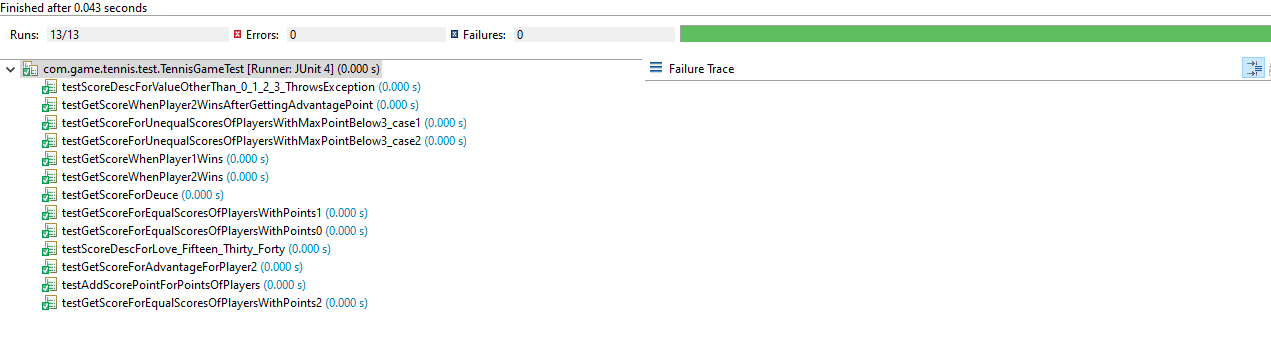 Finished after 0.043 seconds
Runs: 13/13 Errors: 0 Failures: 0
com.game.tennis.test.TennisGameTest [Runner: JUnit 4] (0.000 s)
Failure Trace
testScoreDescForValueOtherThan_0_1_2_3_ThrowsException (0.000 s)
testGetScoreWhenPlayer2WinsAfterGettingAdvantagePoint (0.000 s)
testGetScoreForUnequalScoresOfPlayersWithMaxPointBelow3_case1 (0.000 s)
testGetScoreForUnequalScoresOfPlayersWithMaxPointBelow3_case2 (0.000 s)
testGetScoreWhenPlayer1Wins (0.000 s)
testGetScoreWhenPlayer2Wins (0.000 s)
testGetScoreForDeuce (0.000 s)
testGetScoreForEqualScoresOfPlayersWithPoints1 (0.000 s)
testGetScoreForEqualScoresOfPlayersWithPoints0 (0.000 s)
testScoreDescForLove_Fifteen_Thirty_Forty (0.000 s)
testGetScoreForAdvantageForPlayer2 (0.000 s)
testAddScorePointForPointsOfPlayers (0.000 s)
testGetScoreForEqualScoresOfPlayersWithPoints2 (0.000 s)